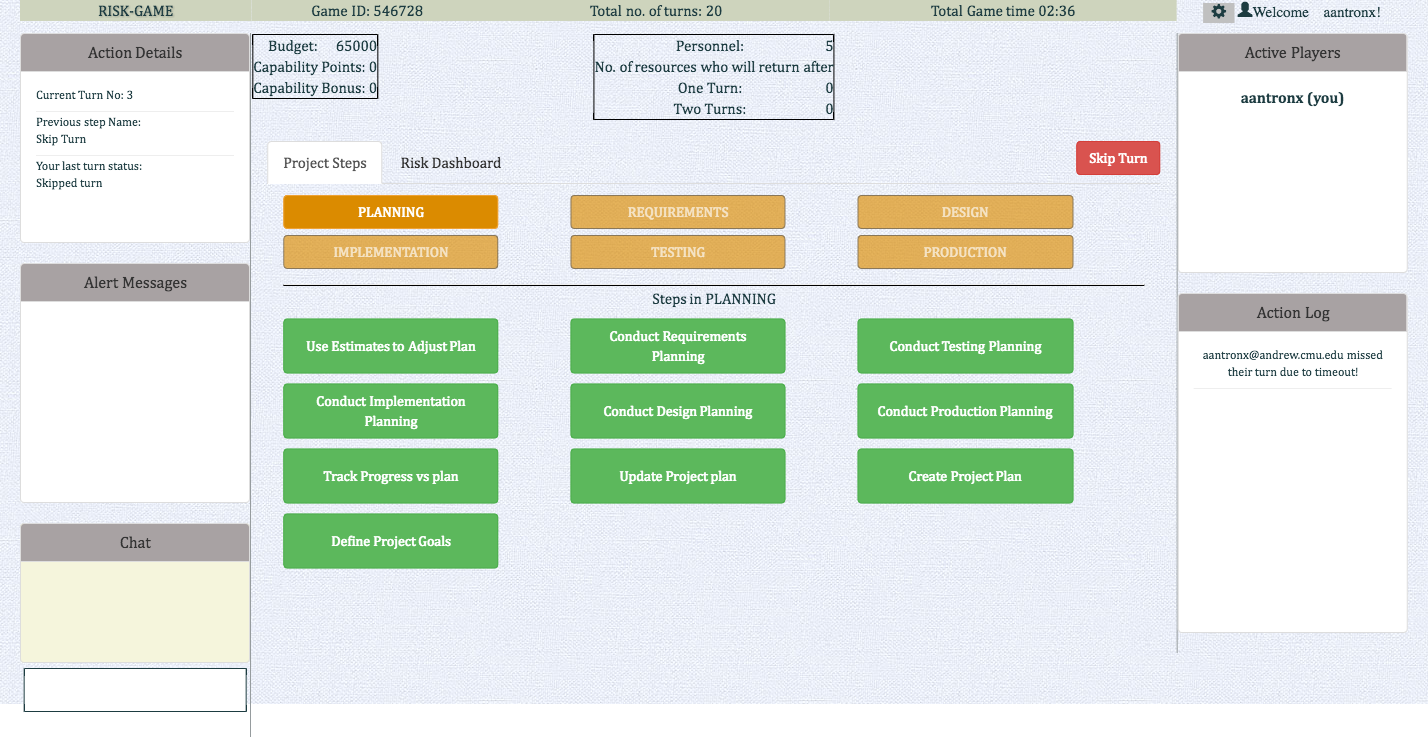 RISK-GAME
Game ID: 546728
Total no. of turns: 20
Total Game time 02:36
Welcome aantronx!
Action Details
Current Turn No: 3
Previous step Name:
Skip Turn
Your last turn status:
Skipped turn
Alert Messages
Chat
Budget: 65000
Capability Points: 0
Capability Bonus: 0
Personnel: 5
No. of resources who will return after
One Turn: 0
Two Turns: 0
Project Steps
Risk Dashboard
Skip Turn
PLANNING
REQUIREMENTS
DESIGN
IMPLEMENTATION
TESTING
PRODUCTION
Steps in PLANNING
Use Estimates to Adjust Plan
Conduct Requirements
Planning
Conduct Testing Planning
Conduct Implementation
Planning
Conduct Design Planning
Conduct Production Planning
Track Progress vs plan
Update Project plan
Create Project Plan
Define Project Goals
Active Players
aantronx (you)
Action Log
aantronx@andrew.cmu.edu missed
their turn due to timeout!